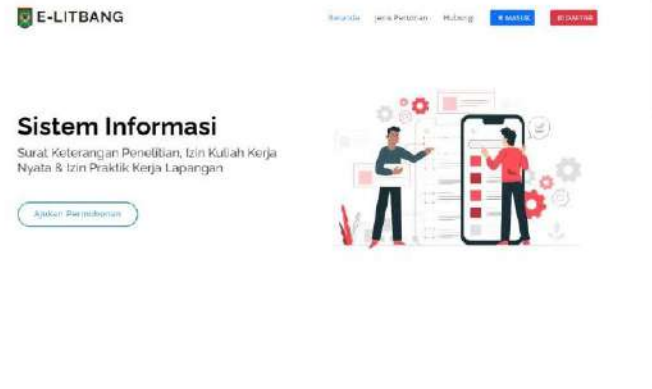 E-LITBANG
Beranda Jenis Perizinan Hubungi MASUK DAFTAR
Sistem Informasi
Surat Keterangan Penelitian, Izin Kuliah Kerja
Nyata & Izin Praktik Kerja Lapangan
Ajukan Permohonan